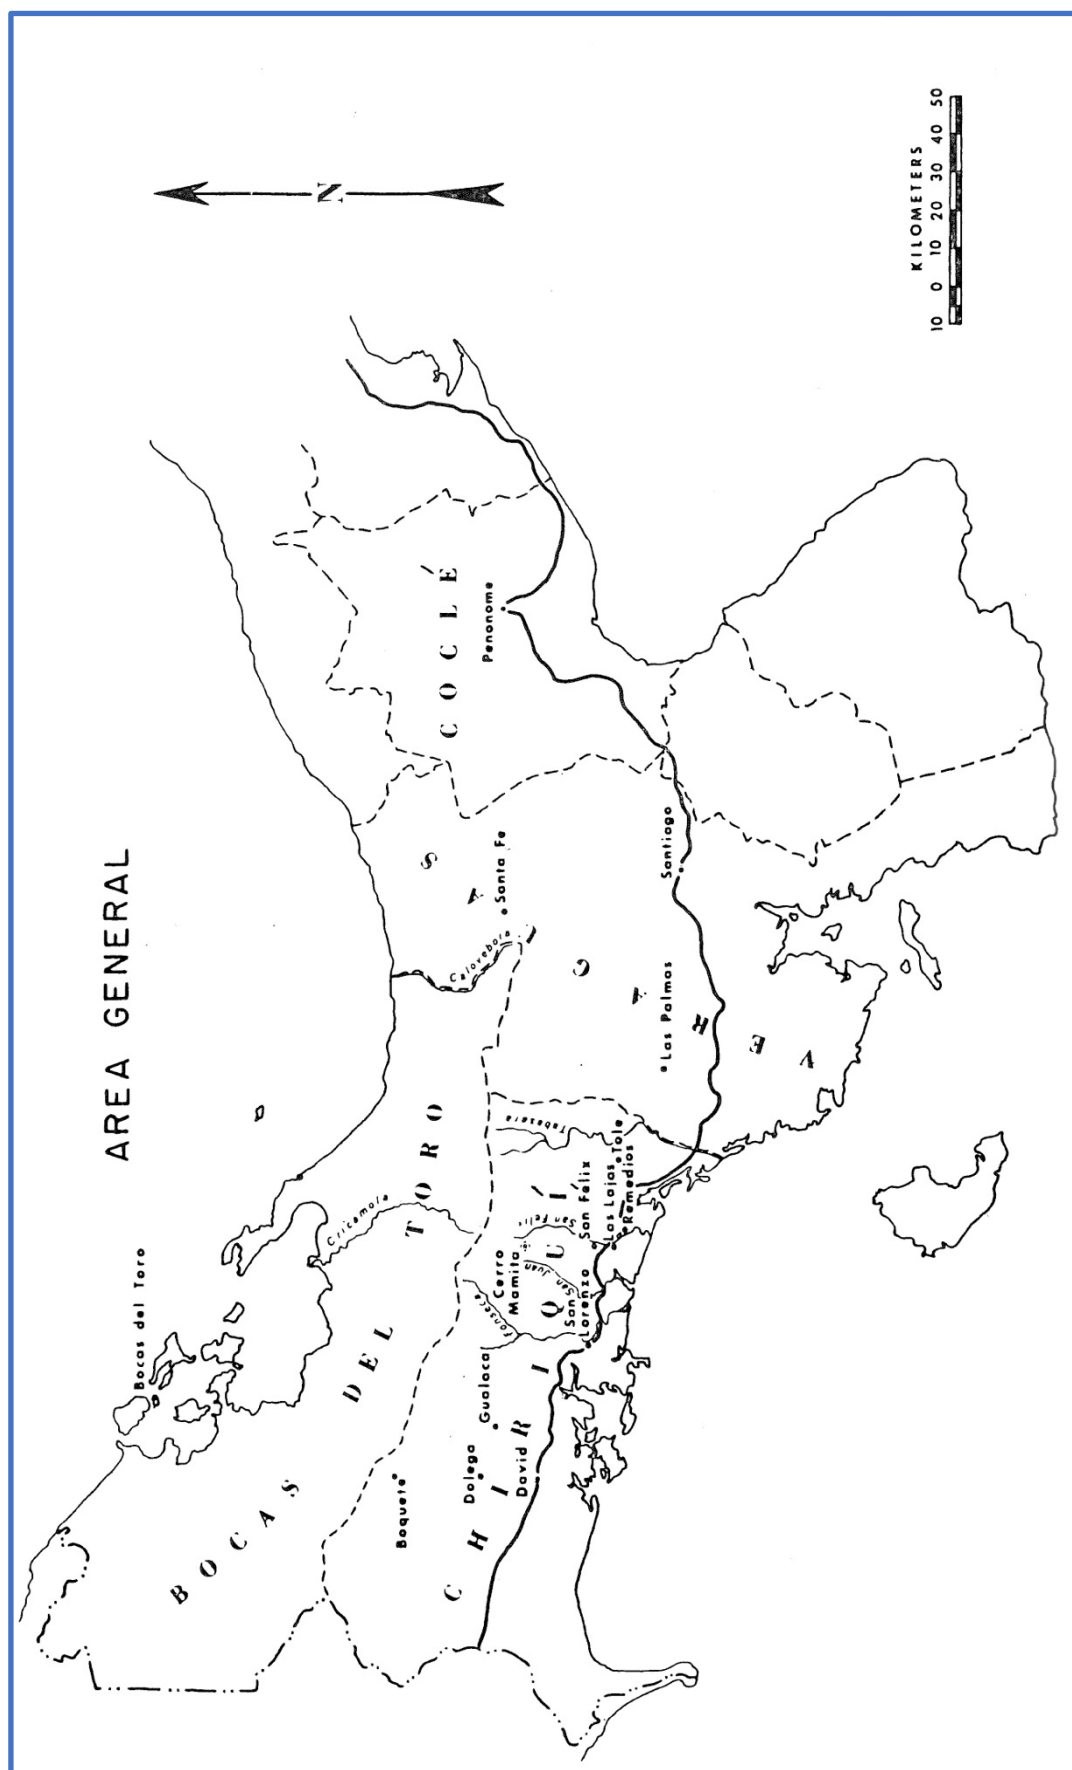 AREA GENERAL
N
KILOMETERS
10 0 10 20 30 40 50
Bocas del Toro
BOCAS DEL TORO
Cricamola
Calovebora
Santa Fe
COCLÉ
Penonome
Boquete
Dolega
Gualaca
David
Fonseca
Cerro
Mamita
San Juan
San Felix
San
Lorenzo
San Félix
Las Lajas
Remedios
Tole
Tabasara
CHIRIQUÍ
Las Palmas
Santiago
VERAGUAS